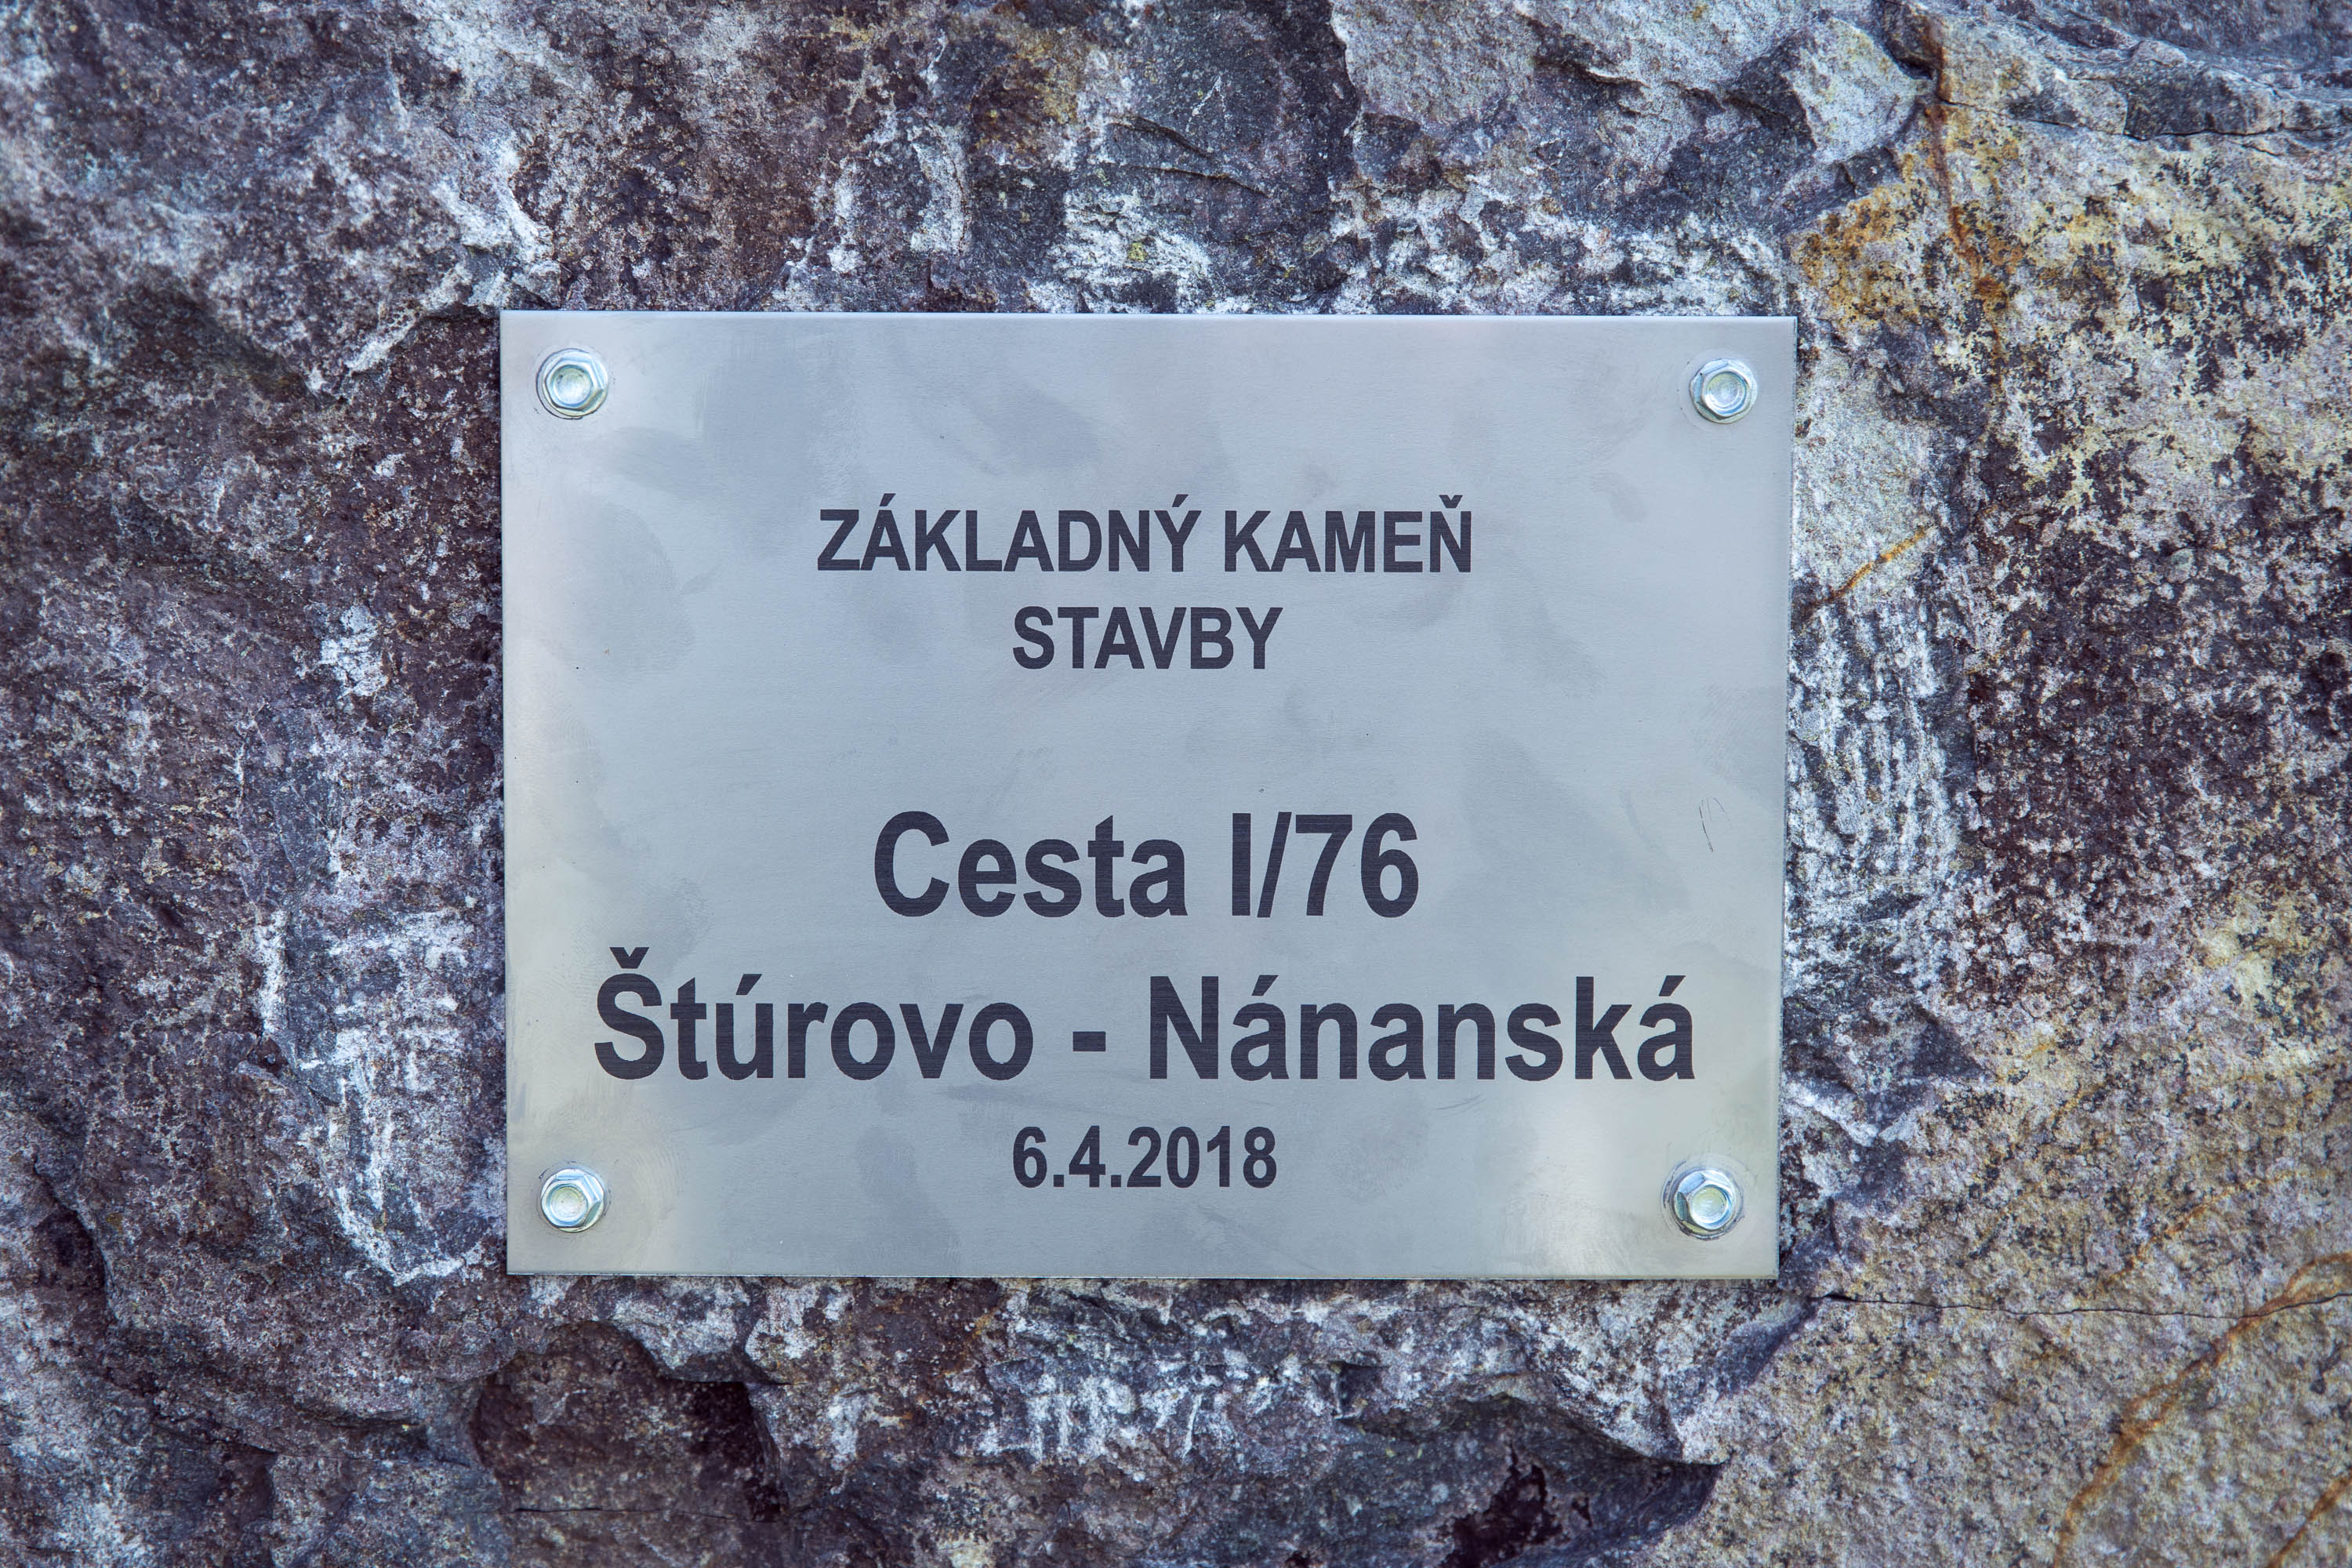 ZÁKLADNÝ KAMEŇ
STAVBY
Cesta I/76
Štúrovo - Nánanská
6.4.2018